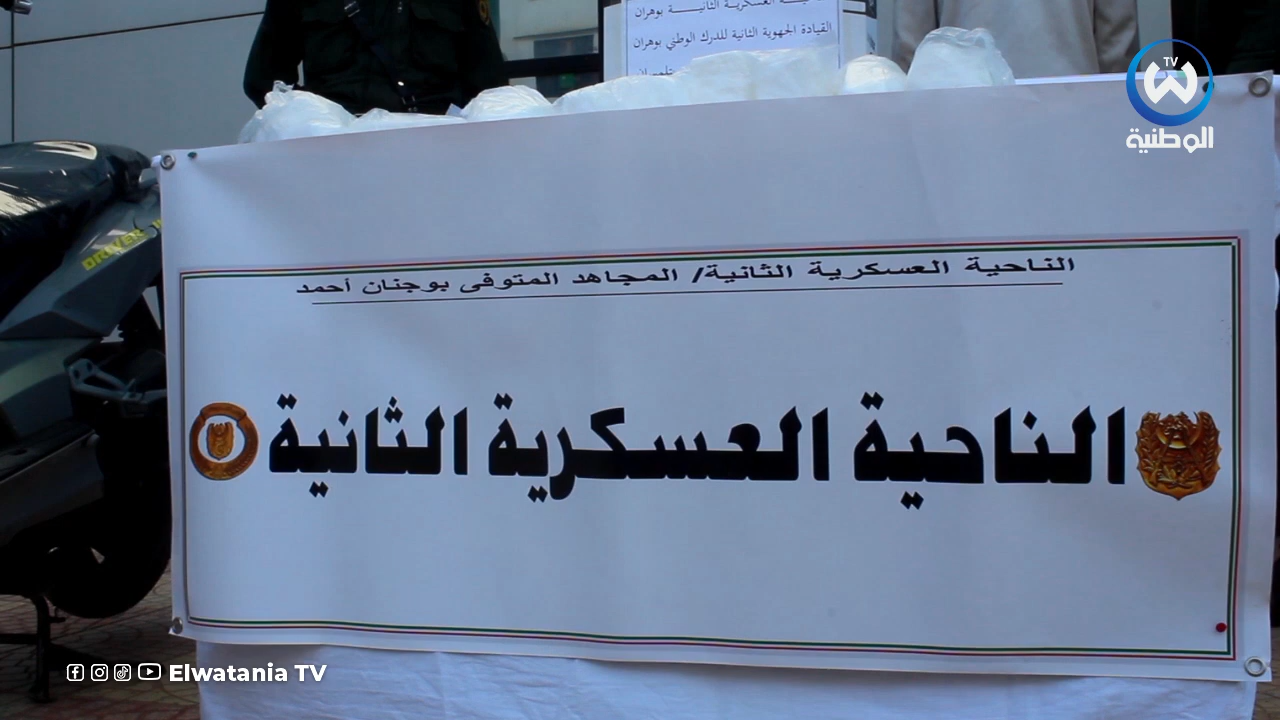 العسكرية الثانية بوهران
القيادة الجهوية الثانية للدرك الوطني بوهران
TV
الوطنية
DRIVER
الناحية العسكرية الثانية/ المجاهد المتوفى بوجنان أحمد
الناحية العسكرية الثانية
Elwatania TV